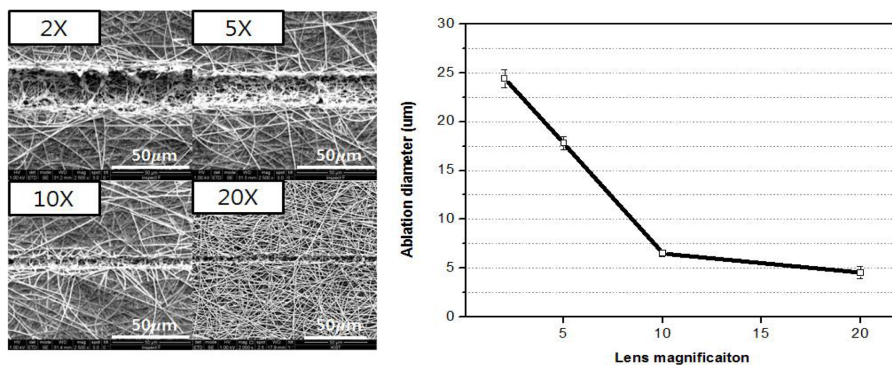 2X
5X
50μm
50μm
10X
20X
50μm
50μm
30
25
20
15
10
5
0
Ablation diameter (um)
5
10
15
20
Lens magnificaiton